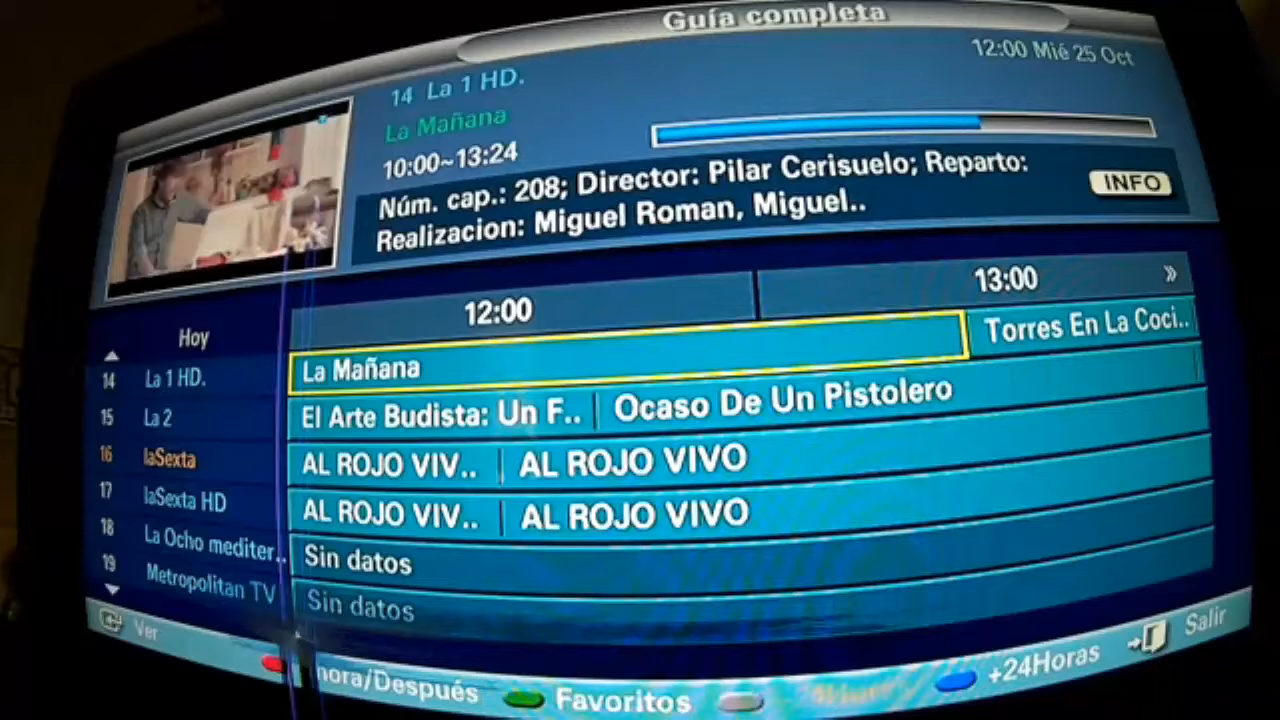 Guía completa
12:00 Mié 25 Oct
14 La 1 HD.
La Mañana
10:00~13:24
Núm. cap.: 208; Director: Pilar Cerisuelo; Reparto:
Realizacion: Miguel Roman, Miguel..
INFO
Hoy 12:00 13:00 »
14 La 1 HD. La Mañana Torres En La Coci..
15 La 2 El Arte Budista: Un F.. Ocaso De Un Pistolero
16 laSexta AL ROJO VIV.. AL ROJO VIVO
17 laSexta HD AL ROJO VIV.. AL ROJO VIVO
18 La Ocho mediter.. Sin datos
19 Metropolitan TV Sin datos
Ver hora/Después Favoritos +24Horas Salir